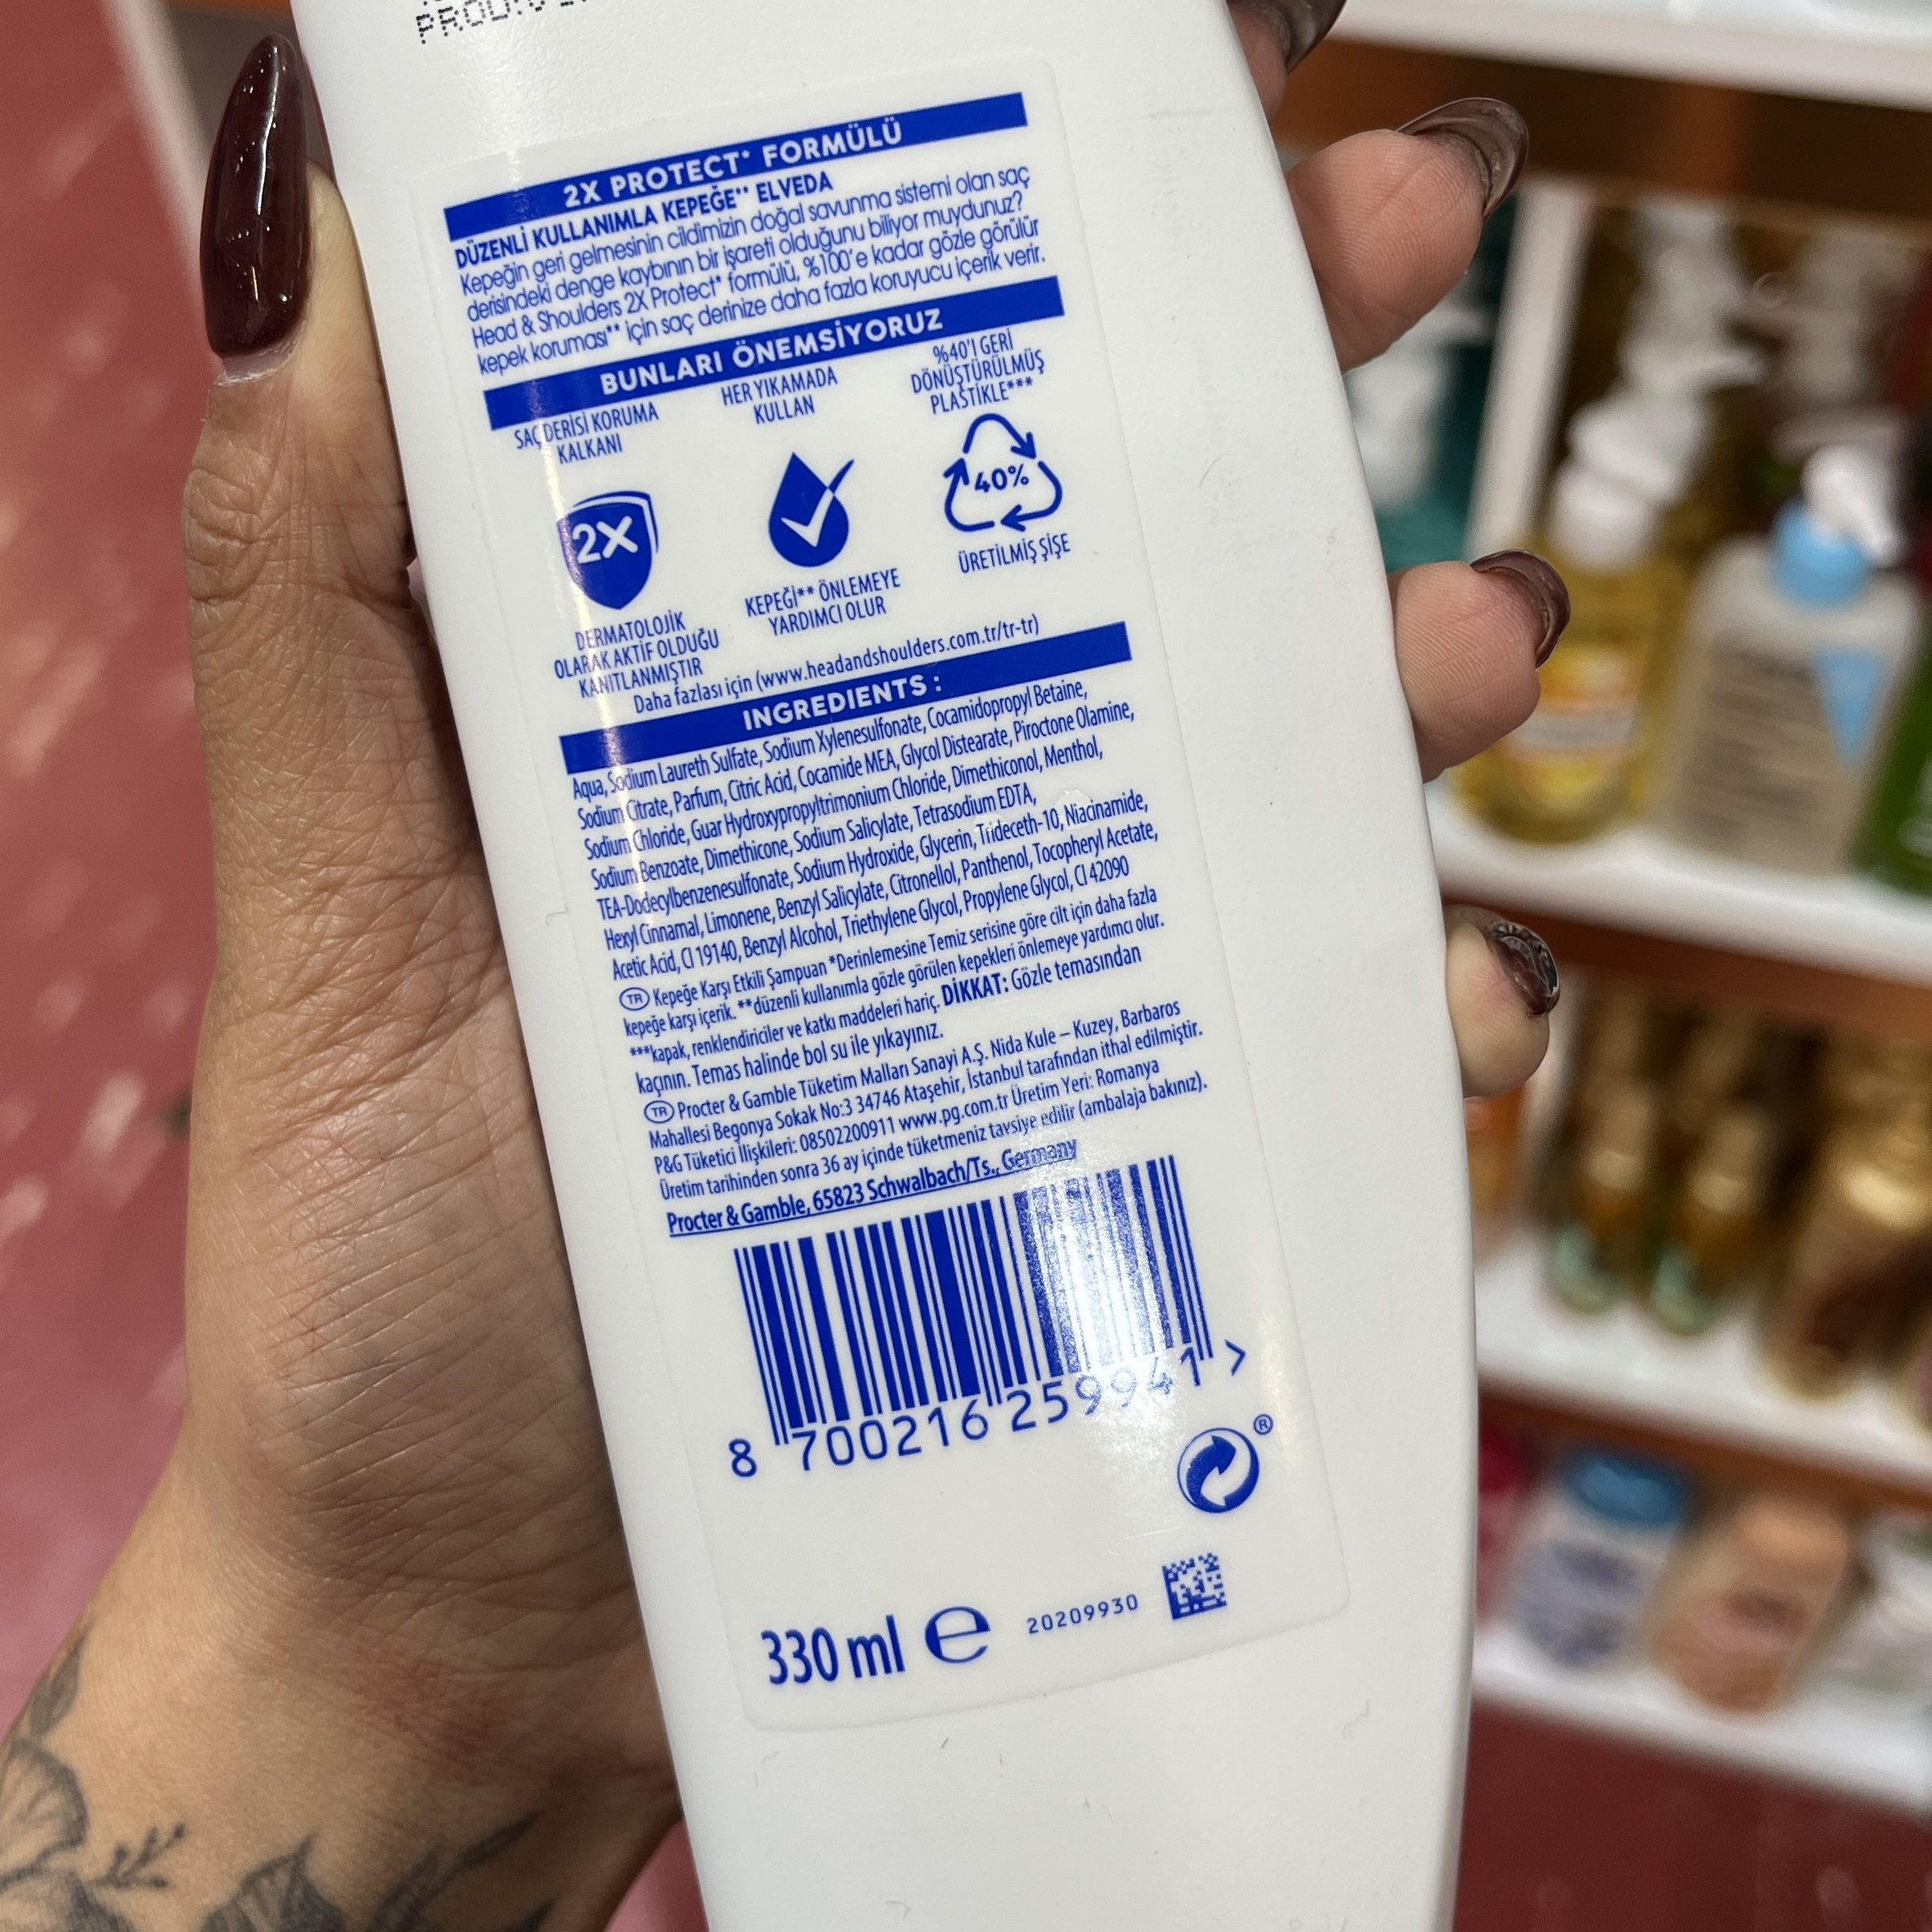 2X PROTECT* FORMÜLÜ
DÜZENLİ KULLANIMLA KEPEĞE** ELVEDA
Kepeğin geri gelmesinin cildimizin doğal savunma sistemi olan saç
derisindeki denge kaybının bir işareti olduğunu biliyor muydunuz?
Head & Shoulders 2X Protect* formülü, %100'e kadar gözle görülür
kepek koruması** için saç derinize daha fazla koruyucu içerik verir.
BUNLARI ÖNEMSİYORUZ
SAÇ DERİSİ KORUMA
KALKANI
2X
DERMATOLOJİK
OLARAK AKTİF OLDUĞU
KANITLANMIŞTIR
HER YIKAMADA
KULLAN
KEPEĞİ** ÖNLEMEYE
YARDIMCI OLUR
%40'I GERİ
DÖNÜŞTÜRÜLMÜŞ
PLASTİKLE***
40%
ÜRETİLMİŞ ŞİŞE
Daha fazlası için (www.headandshoulders.com.tr/tr-tr)
INGREDIENTS :
Aqua, Sodium Laureth Sulfate, Sodium Xylenesulfonate, Cocamidopropyl Betaine,
Sodium Citrate, Parfum, Citric Acid, Cocamide MEA, Glycol Distearate, Piroctone Olamine,
Sodium Chloride, Guar Hydroxypropyltrimonium Chloride, Dimethiconol, Menthol,
Sodium Benzoate, Dimethicone, Sodium Salicylate, Tetrasodium EDTA,
TEA-Dodecylbenzenesulfonate, Sodium Hydroxide, Glycerin, Trideceth-10, Niacinamide,
Hexyl Cinnamal, Limonene, Benzyl Salicylate, Citronellol, Panthenol, Tocopheryl Acetate,
Acetic Acid, CI 19140, Benzyl Alcohol, Triethylene Glycol, Propylene Glycol, CI 42090
TR Kepeğe Karşı Etkili Şampuan *Derinlemesine Temiz serisine göre cilt için daha fazla
kepeğe karşı içerik. **düzenli kullanımla gözle görülen kepekleri önlemeye yardımcı olur.
***kapak, renklendiriciler ve katkı maddeleri hariç. DİKKAT: Gözle temasından
kaçının. Temas halinde bol su ile yıkayınız.
TR Procter & Gamble Tüketim Malları Sanayi A.Ş. Nida Kule – Kuzey, Barbaros
Mahallesi Begonya Sokak No:3 34746 Ataşehir, İstanbul tarafından ithal edilmiştir.
P&G Tüketici İlişkileri: 08502200911 www.pg.com.tr Üretim Yeri: Romanya
Üretim tarihinden sonra 36 ay içinde tüketmeniz tavsiye edilir (ambalaja bakınız).
Procter & Gamble, 65823 Schwalbach/Ts., Germany
8 700216 259941 >
®
330 ml e 20209930